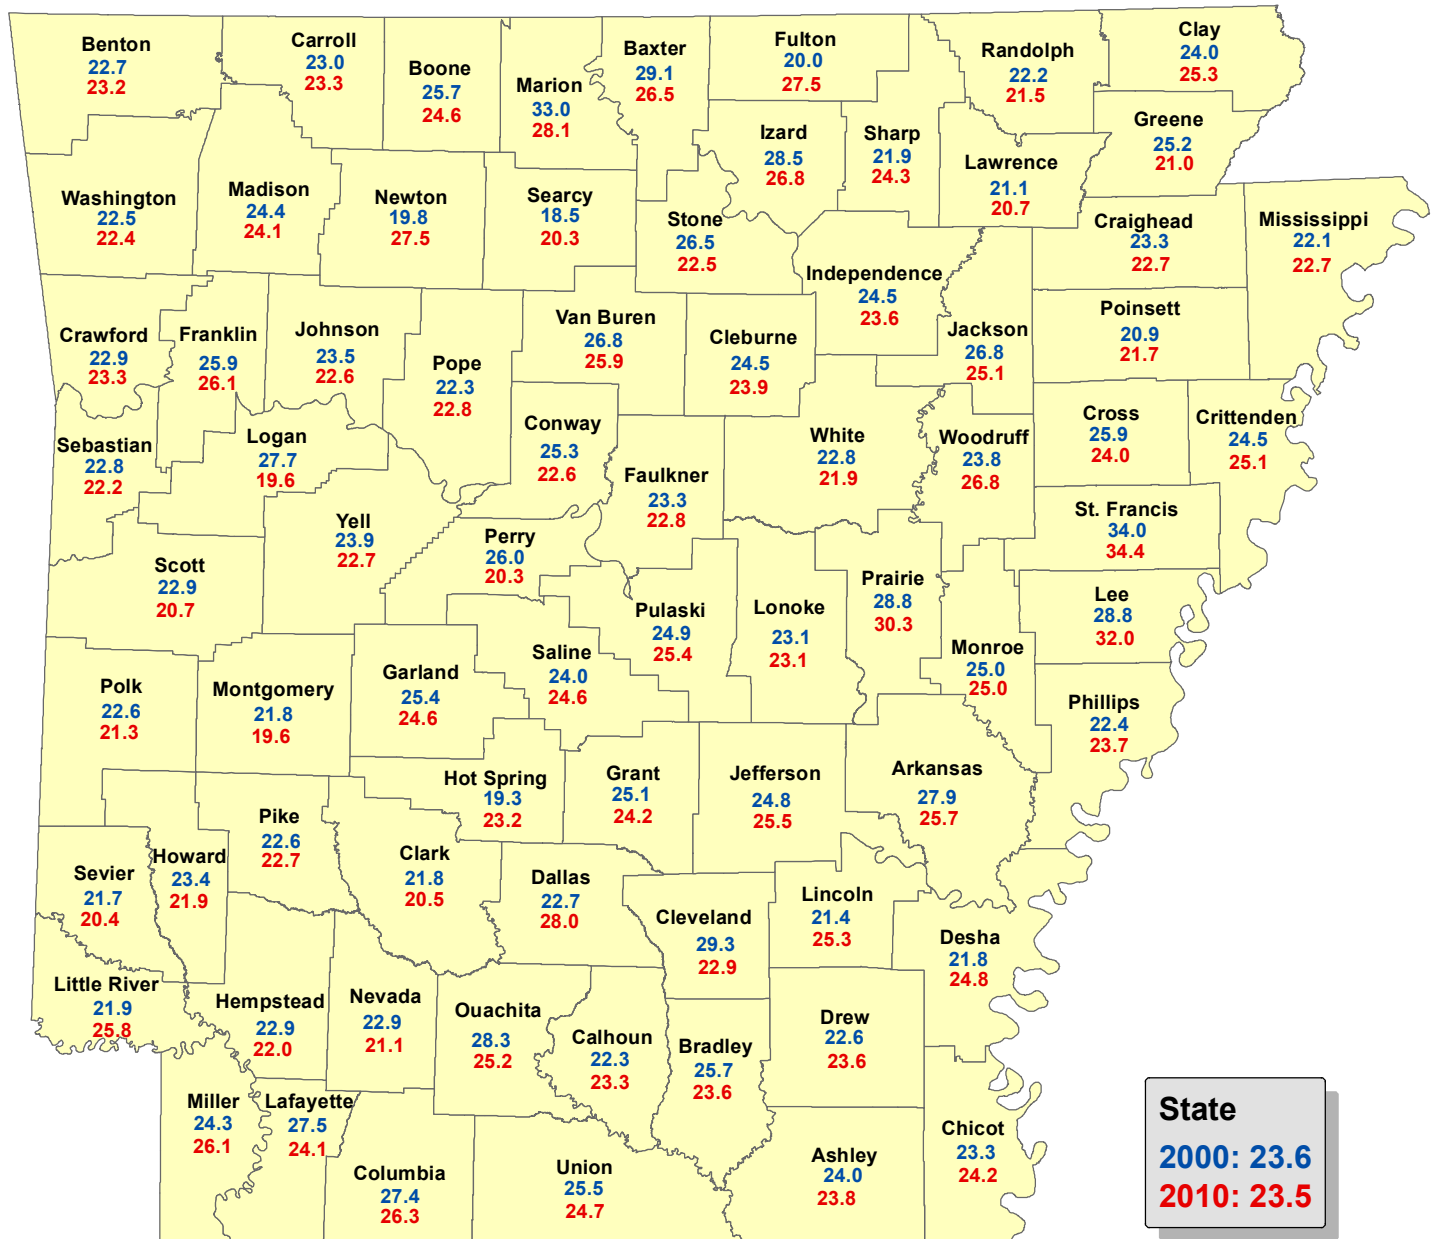 Benton
22.7
23.2
Carroll
23.0
23.3
Boone
25.7
24.6
Marion
33.0
28.1
Baxter
29.1
26.5
Fulton
20.0
27.5
Randolph
22.2
21.5
Clay
24.0
25.3
Greene
25.2
21.0
Izard
28.5
26.8
Sharp
21.9
24.3
Lawrence
21.1
20.7
Washington
22.5
22.4
Madison
24.4
24.1
Newton
19.8
27.5
Searcy
18.5
20.3
Stone
26.5
22.5
Craighead
23.3
22.7
Mississippi
22.1
22.7
Independence
24.5
23.6
Crawford
22.9
23.3
Franklin
25.9
26.1
Johnson
23.5
22.6
Pope
22.3
22.8
Van Buren
26.8
25.9
Cleburne
24.5
23.9
Jackson
26.8
25.1
Poinsett
20.9
21.7
Sebastian
22.8
22.2
Logan
27.7
19.6
Conway
25.3
22.6
Faulkner
23.3
22.8
White
22.8
21.9
Woodruff
23.8
26.8
Cross
25.9
24.0
Crittenden
24.5
25.1
St. Francis
34.0
34.4
Scott
22.9
20.7
Yell
23.9
22.7
Perry
26.0
20.3
Pulaski
24.9
25.4
Lonoke
23.1
23.1
Prairie
28.8
30.3
Lee
28.8
32.0
Monroe
25.0
25.0
Polk
22.6
21.3
Montgomery
21.8
19.6
Garland
25.4
24.6
Saline
24.0
24.6
Phillips
22.4
23.7
Hot Spring
19.3
23.2
Grant
25.1
24.2
Jefferson
24.8
25.5
Arkansas
27.9
25.7
Pike
22.6
22.7
Sevier
21.7
20.4
Howard
23.4
21.9
Clark
21.8
20.5
Dallas
22.7
28.0
Cleveland
29.3
22.9
Lincoln
21.4
25.3
Desha
21.8
24.8
Little River
21.9
25.8
Hempstead
22.9
22.0
Nevada
22.9
21.1
Ouachita
28.3
25.2
Calhoun
22.3
23.3
Bradley
25.7
23.6
Drew
22.6
23.6
Miller
24.3
26.1
Lafayette
27.5
24.1
Columbia
27.4
26.3
Union
25.5
24.7
Ashley
24.0
23.8
Chicot
23.3
24.2
State
2000: 23.6
2010: 23.5